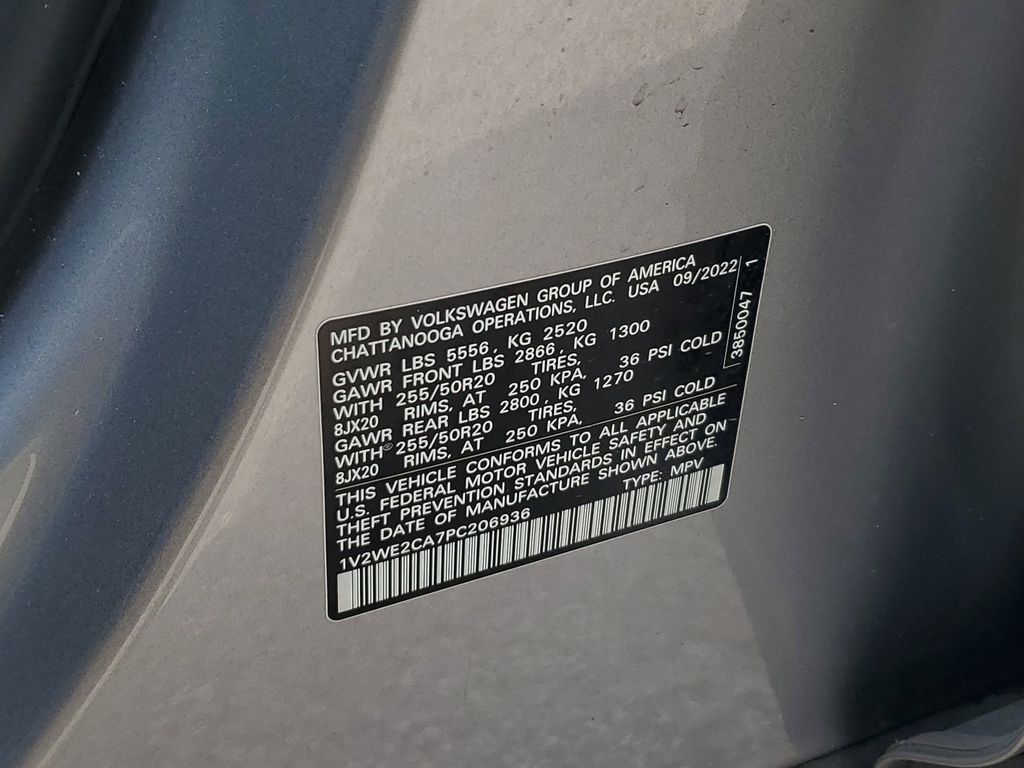 MFD BY VOLKSWAGEN GROUP OF AMERICA
CHATTANOOGA OPERATIONS, LLC. USA 09/2022
GVWR LBS 5556, KG 2520
GAWR FRONT LBS 2866, KG 1300
WITH 255/50R20 TIRES,
8JX20 RIMS, AT 250 KPA, 36 PSI COLD
GAWR REAR LBS 2800, KG 1270
WITH 255/50R20 TIRES,
8JX20 RIMS, AT 250 KPA, 36 PSI COLD
THIS VEHICLE CONFORMS TO ALL APPLICABLE
U.S. FEDERAL MOTOR VEHICLE SAFETY AND
THEFT PREVENTION STANDARDS IN EFFECT ON
THE DATE OF MANUFACTURE SHOWN ABOVE.
1V2WE2CA7PC206936 TYPE: MPV
3850047 1